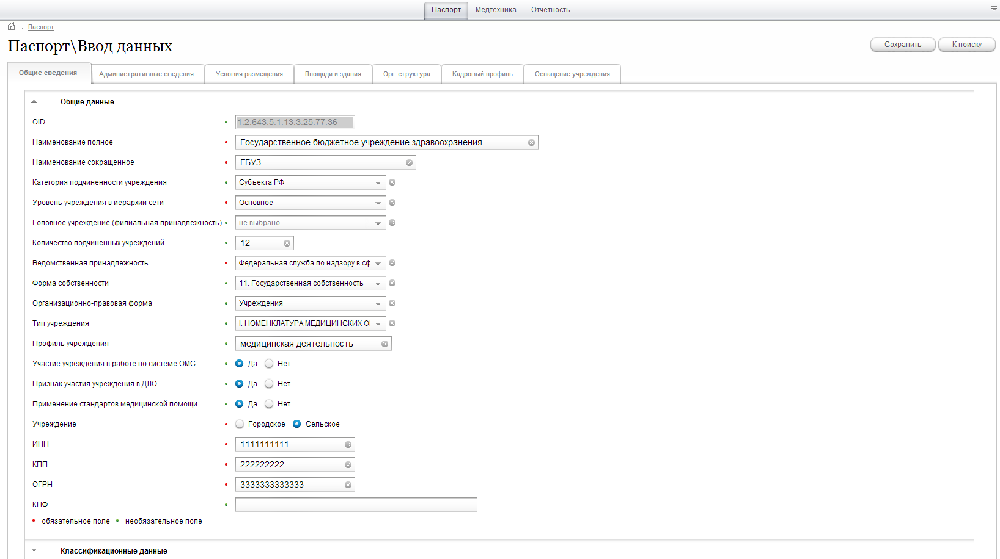 Паспорт Медтехника Отчетность
Паспорт
Паспорт\Ввод данных
Сохранить К поиску
Общие сведения Административные сведения Условия размещения Площади и здания Орг. структура Кадровый профиль Оснащение учреждения
Общие данные
OID 1.2.643.5.1.13.3.25.77.36
Наименование полное Государственное бюджетное учреждение здравоохранения
Наименование сокращенное ГБУЗ
Категория подчиненности учреждения Субъекта РФ
Уровень учреждения в иерархии сети Основное
Головное учреждение (филиальная принадлежность) не выбрано
Количество подчиненных учреждений 12
Ведомственная принадлежность Федеральная служба по надзору в сф
Форма собственности 11. Государственная собственность
Организационно-правовая форма Учреждения
Тип учреждения I. НОМЕНКЛАТУРА МЕДИЦИНСКИХ ОГ
Профиль учреждения медицинская деятельность
Участие учреждения в работе по системе ОМС Да Нет
Признак участия учреждения в ДЛО Да Нет
Применение стандартов медицинской помощи Да Нет
Учреждение Городское Сельское
ИНН 1111111111
КПП 222222222
ОГРН 3333333333333
КПФ
обязательное поле необязательное поле
Классификационные данные